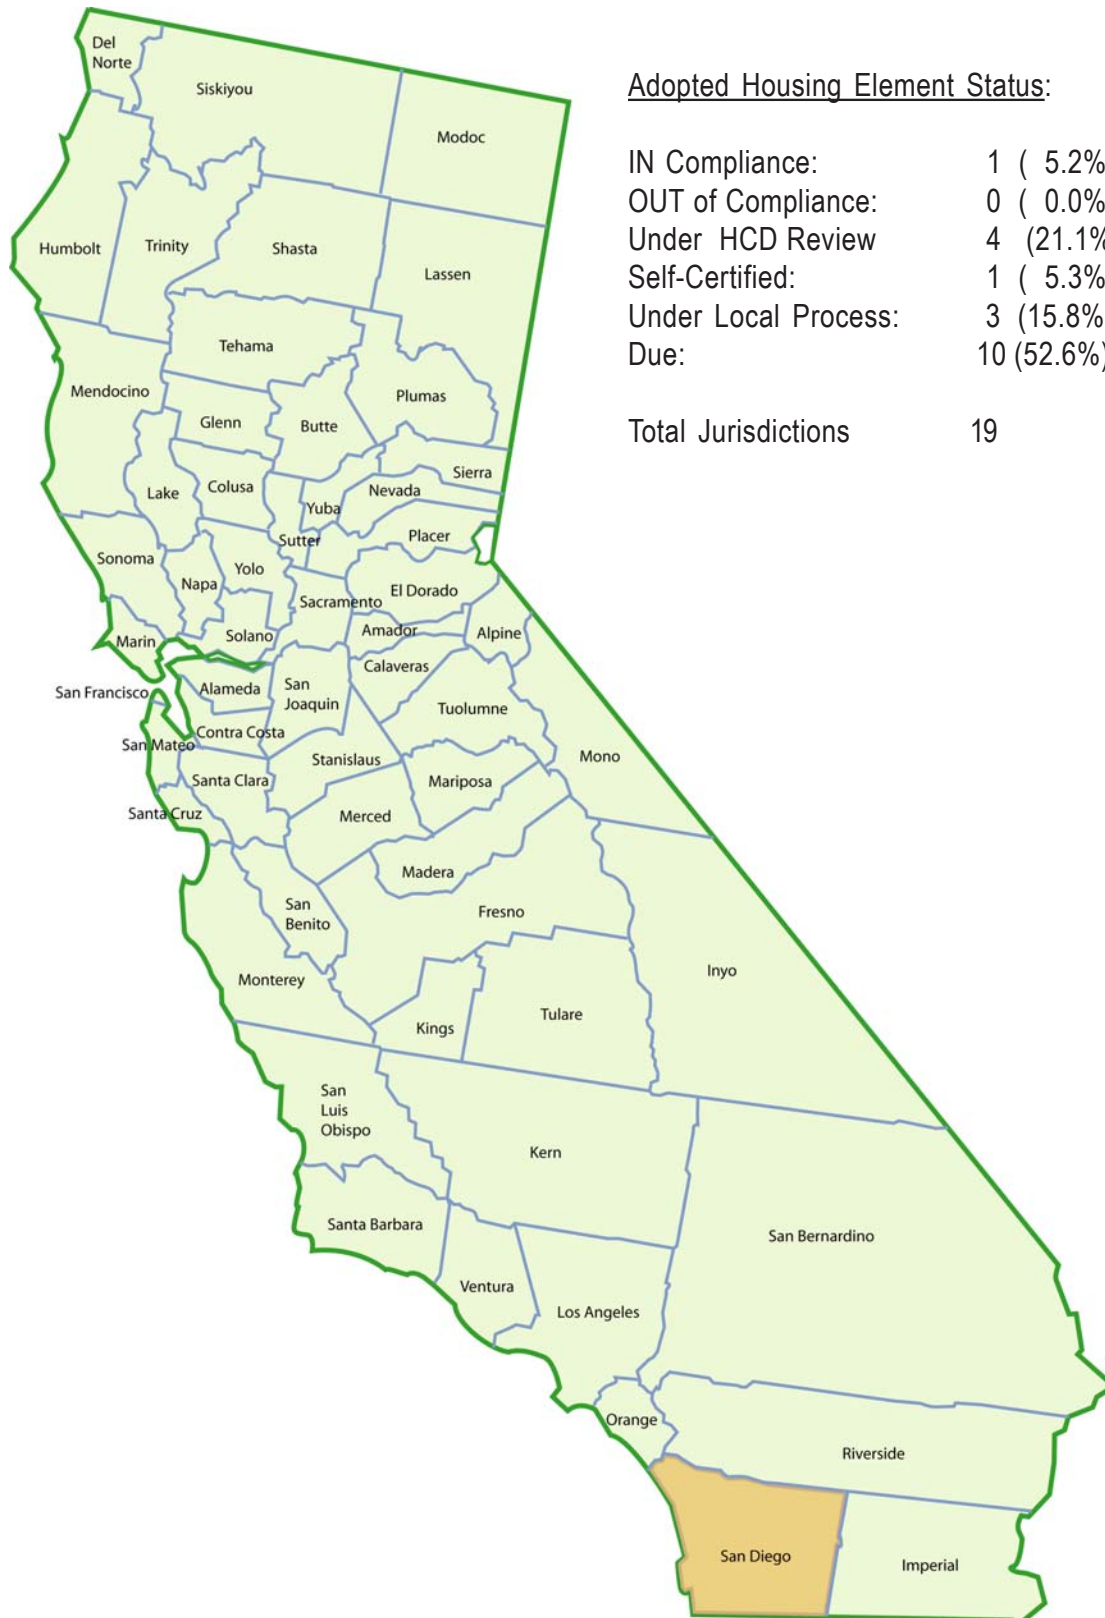 Del
Norte
Siskiyou
Modoc
Adopted Housing Element Status:
IN Compliance: 1 ( 5.2%
OUT of Compliance: 0 ( 0.0%
Under HCD Review 4 (21.1%
Self-Certified: 1 ( 5.3%
Under Local Process: 3 (15.8%
Due: 10 (52.6%)
Total Jurisdictions 19
Humbolt
Trinity
Shasta
Lassen
Tehama
Mendocino
Plumas
Glenn
Butte
Sierra
Lake
Colusa
Nevada
Yuba
Placer
Sutter
Sonoma
Yolo
Napa
El Dorado
Sacramento
Amador
Alpine
Marin
Solano
Calaveras
San Francisco
Alameda
San
Joaquin
Tuolumne
Contra Costa
San Mateo
Stanislaus
Mono
Santa Clara
Mariposa
Santa Cruz
Merced
Madera
San
Benito
Fresno
Inyo
Monterey
Kings
Tulare
San
Luis
Obispo
Kern
Santa Barbara
San Bernardino
Ventura
Los Angeles
Orange
Riverside
San Diego
Imperial